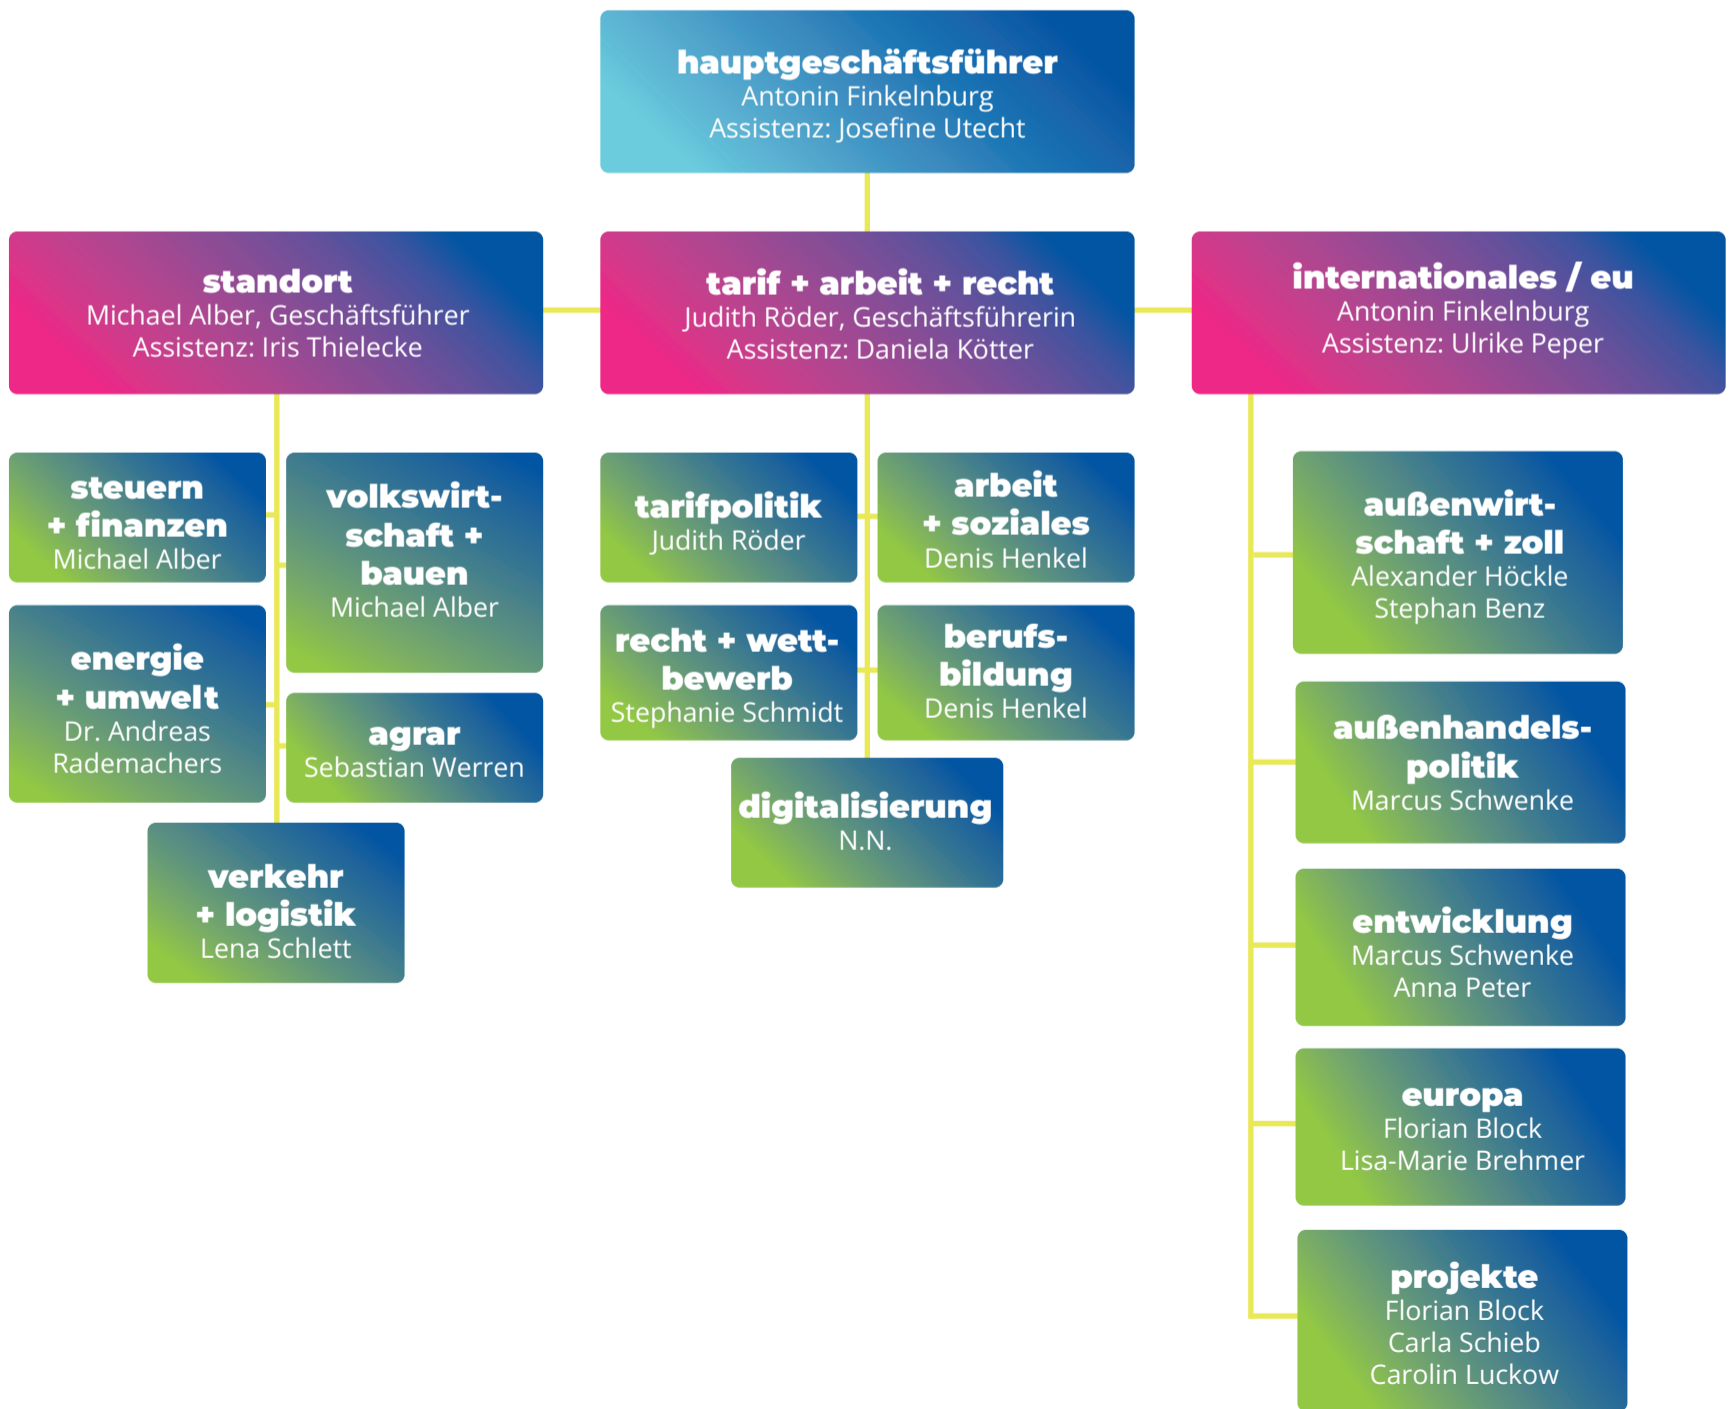 hauptgeschäftsführer
Antonin Finkelnburg
Assistenz: Josefine Utecht
standort
Michael Alber, Geschäftsführer
Assistenz: Iris Thielecke
tarif + arbeit + recht
Judith Röder, Geschäftsführerin
Assistenz: Daniela Kötter
internationales / eu
Antonin Finkelnburg
Assistenz: Ulrike Peper
steuern
+ finanzen
Michael Alber
volkswirt-
schaft +
bauen
Michael Alber
energie
+ umwelt
Dr. Andreas
Rademachers
agrar
Sebastian Werren
verkehr
+ logistik
Lena Schlett
tarifpolitik
Judith Röder
arbeit
+ soziales
Denis Henkel
recht + wett-
bewerb
Stephanie Schmidt
berufs-
bildung
Denis Henkel
digitalisierung
N.N.
außenwirt-
schaft + zoll
Alexander Höckle
Stephan Benz
außenhandels-
politik
Marcus Schwenke
entwicklung
Marcus Schwenke
Anna Peter
europa
Florian Block
Lisa-Marie Brehmer
projekte
Florian Block
Carla Schieb
Carolin Luckow